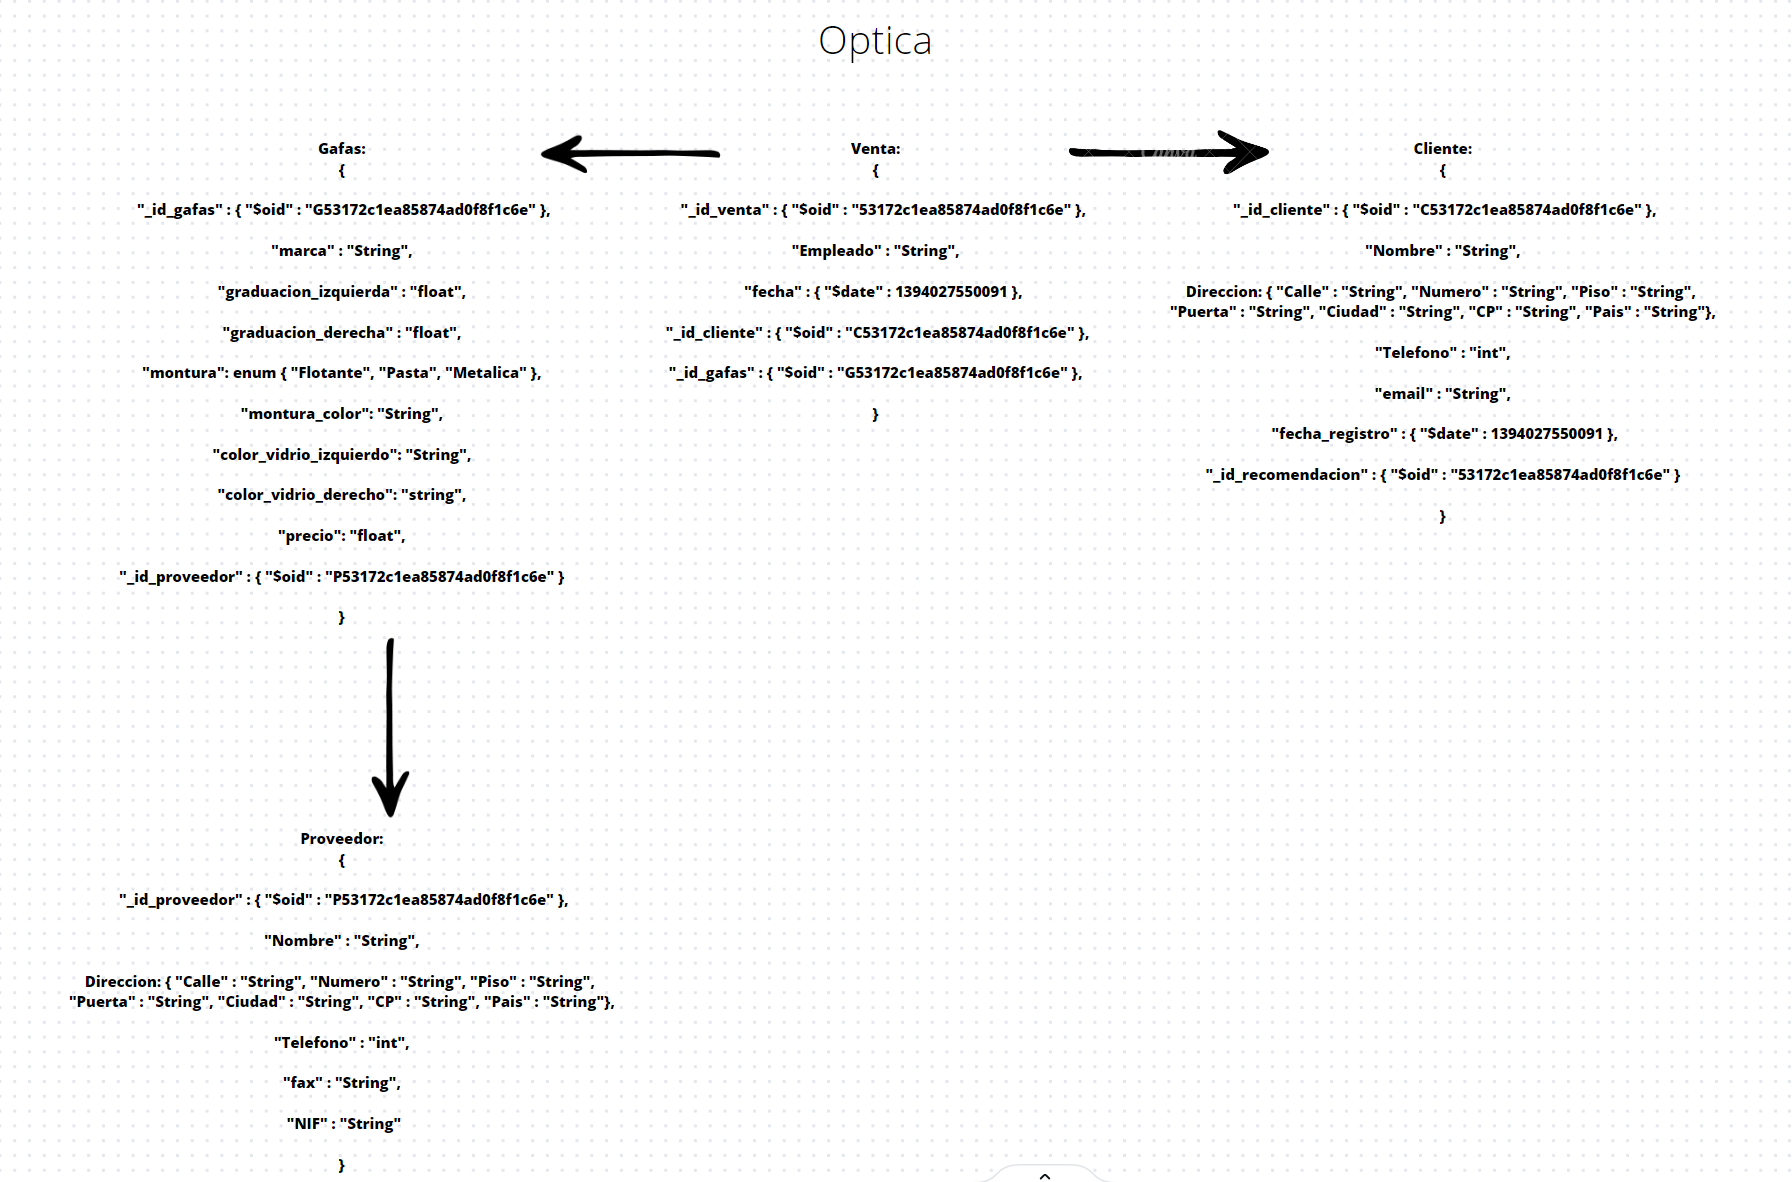 Optica
Gafas:
{
"_id_gafas" : { "$oid" : "G53172c1ea85874ad0f8f1c6e" },
"marca" : "String",
"graduacion_izquierda" : "float",
"graduacion_derecha" : "float",
"montura": enum { "Flotante", "Pasta", "Metalica" },
"montura_color": "String",
"color_vidrio_izquierdo": "String",
"color_vidrio_derecho": "string",
"precio": "float",
"_id_proveedor" : { "$oid" : "P53172c1ea85874ad0f8f1c6e" }
}
Venta:
{
"_id_venta" : { "$oid" : "53172c1ea85874ad0f8f1c6e" },
"Empleado" : "String",
"fecha" : { "$date" : 1394027550091 },
"_id_cliente" : { "$oid" : "C53172c1ea85874ad0f8f1c6e" },
"_id_gafas" : { "$oid" : "G53172c1ea85874ad0f8f1c6e" },
}
Cliente:
{
"_id_cliente" : { "$oid" : "C53172c1ea85874ad0f8f1c6e" },
"Nombre" : "String",
Direccion: { "Calle" : "String", "Numero" : "String", "Piso" : "String",
"Puerta" : "String", "Ciudad" : "String", "CP" : "String", "Pais" : "String"},
"Telefono" : "int",
"email" : "String",
"fecha_registro" : { "$date" : 1394027550091 },
"_id_recomendacion" : { "$oid" : "53172c1ea85874ad0f8f1c6e" }
}
Proveedor:
{
"_id_proveedor" : { "$oid" : "P53172c1ea85874ad0f8f1c6e" },
"Nombre" : "String",
Direccion: { "Calle" : "String", "Numero" : "String", "Piso" : "String",
"Puerta" : "String", "Ciudad" : "String", "CP" : "String", "Pais" : "String"},
"Telefono" : "int",
"fax" : "String",
"NIF" : "String"
}